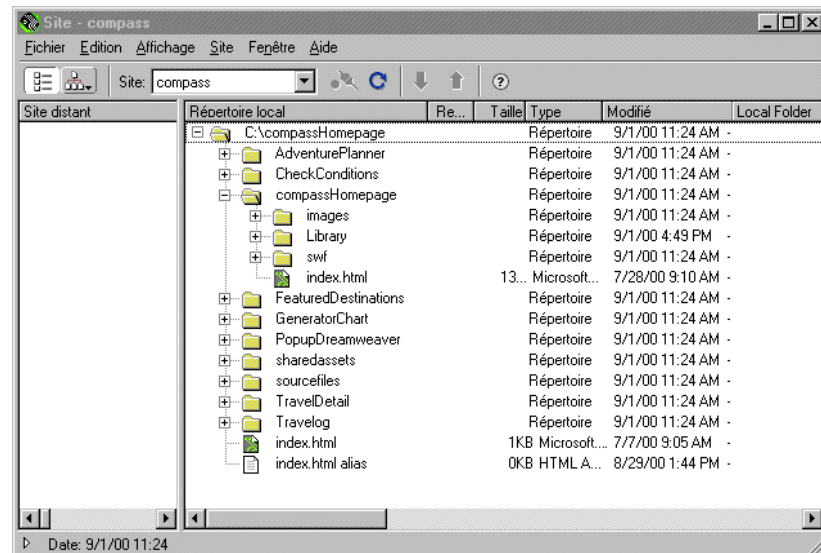 Site - compass
Fichier Edition Affichage Site Fenêtre Aide
Site: compass
Site distant Répertoire local Re... Taille Type Modifié Local Folder
C:\compassHomepage Répertoire 9/1/00 11:24 AM -
AdventurePlanner Répertoire 9/1/00 11:24 AM -
CheckConditions Répertoire 9/1/00 11:24 AM -
compassHomepage Répertoire 9/1/00 11:24 AM -
images Répertoire 9/1/00 11:24 AM -
Library Répertoire 9/1/00 4:49 PM -
swf Répertoire 9/1/00 11:24 AM -
index.html 13... Microsoft... 7/28/00 9:10 AM -
FeaturedDestinations Répertoire 9/1/00 11:24 AM -
GeneratorChart Répertoire 9/1/00 11:24 AM -
PopupDreamweaver Répertoire 9/1/00 11:24 AM -
sharedassets Répertoire 9/1/00 11:24 AM -
sourcefiles Répertoire 9/1/00 11:24 AM -
TravelDetail Répertoire 9/1/00 11:24 AM -
Travelog Répertoire 9/1/00 11:24 AM -
index.html 1KB Microsoft... 7/7/00 9:05 AM -
index.html alias 0KB HTML A... 8/29/00 1:44 PM -
Date: 9/1/00 11:24